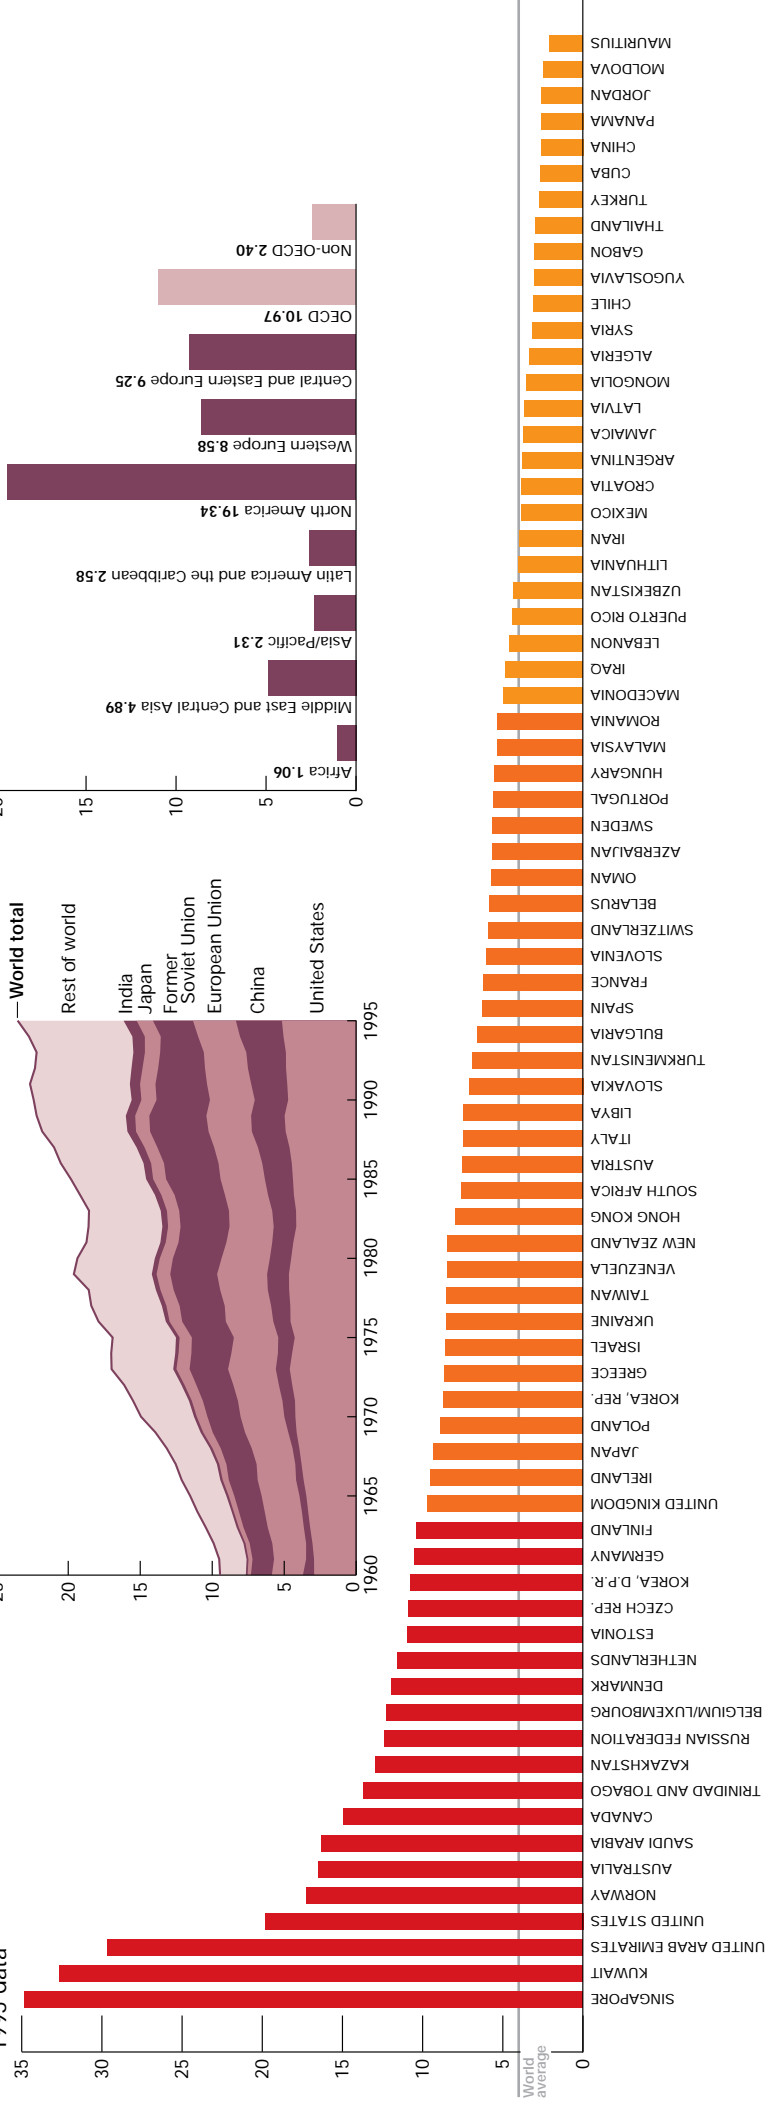 1995 data
35
30
25
20
15
10
5
0
World
average
SINGAPORE
KUWAIT
UNITED ARAB EMIRATES
UNITED STATES
NORWAY
AUSTRALIA
SAUDI ARABIA
CANADA
TRINIDAD AND TOBAGO
KAZAKHSTAN
RUSSIAN FEDERATION
BELGIUM/LUXEMBOURG
DENMARK
NETHERLANDS
ESTONIA
CZECH REP.
KOREA, D.P.R.
GERMANY
FINLAND
UNITED KINGDOM
IRELAND
JAPAN
POLAND
KOREA, REP.
GREECE
ISRAEL
UKRAINE
TAIWAN
VENEZUELA
NEW ZEALAND
HONG KONG
SOUTH AFRICA
AUSTRIA
ITALY
LIBYA
SLOVAKIA
TURKMENISTAN
BULGARIA
SPAIN
FRANCE
SLOVENIA
SWITZERLAND
BELARUS
OMAN
AZERBAIJAN
SWEDEN
PORTUGAL
HUNGARY
MALAYSIA
ROMANIA
MACEDONIA
IRAQ
LEBANON
PUERTO RICO
UZBEKISTAN
LITHUANIA
IRAN
MEXICO
CROATIA
ARGENTINA
JAMAICA
LATVIA
MONGOLIA
ALGERIA
SYRIA
CHILE
YUGOSLAVIA
GABON
THAILAND
TURKEY
CUBA
CHINA
PANAMA
JORDAN
MOLDOVA
MAURITIUS
20
15
10
5
0
1960
1965
1970
1975
1980
1985
1990
1995
World total
Rest of world
India
Japan
Former
Soviet Union
European Union
China
United States
15
10
5
0
Africa 1.06
Middle East and Central Asia 4.89
Asia/Pacific 2.31
Latin America and the Caribbean 2.58
North America 19.34
Western Europe 8.58
Central and Eastern Europe 9.25
OECD 10.97
Non-OECD 2.40